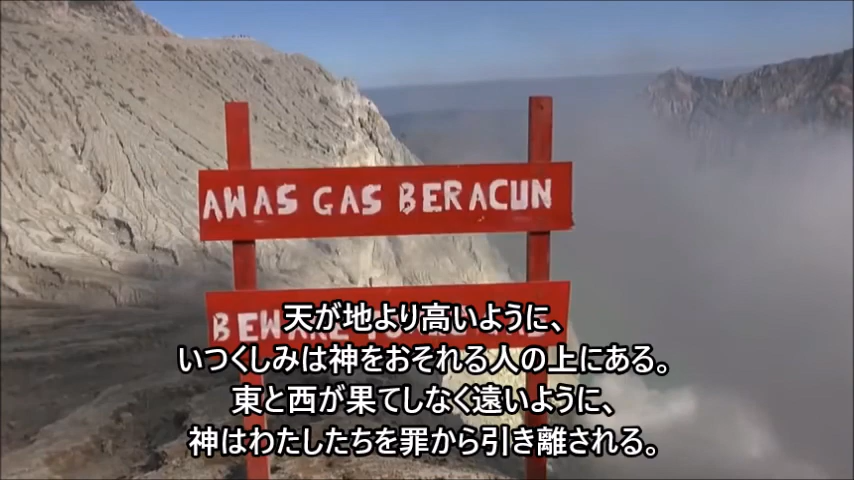 AWAS GAS BERACUN
BEWARE
天が地より高いように、
いつくしみは神をおそれる人の上にある。
東と西が果てしなく遠いように、
神はわたしたちを罪から引き離される。